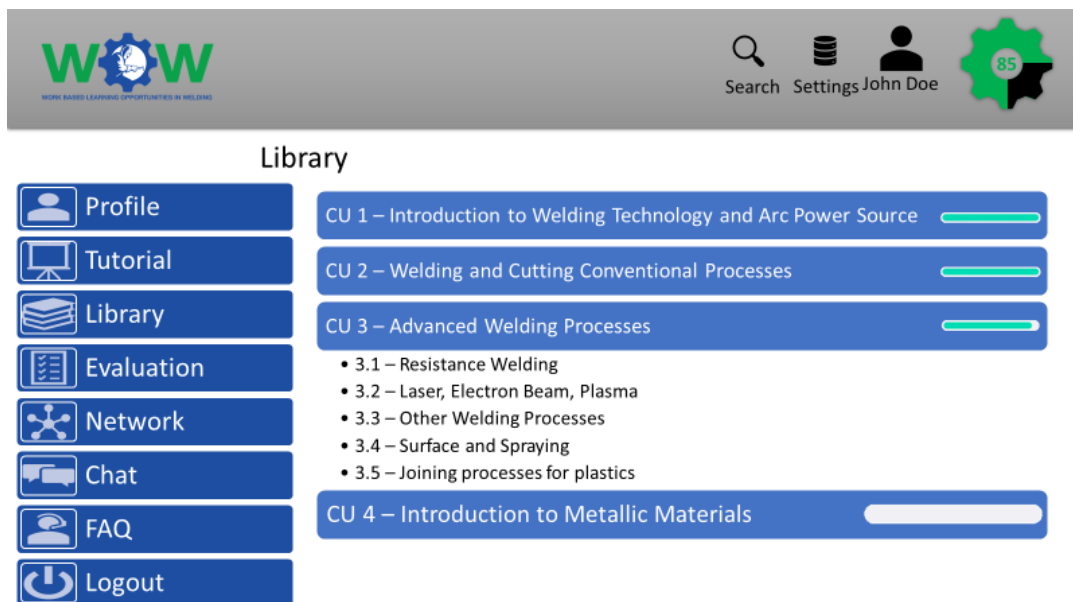 WOW
WORK BASED LEARNING OPPORTUNITIES IN WELDING
Search
Settings
John Doe
85
Library
Profile
Tutorial
Library
Evaluation
Network
Chat
FAQ
Logout
CU 1 – Introduction to Welding Technology and Arc Power Source
CU 2 – Welding and Cutting Conventional Processes
CU 3 – Advanced Welding Processes
• 3.1 – Resistance Welding
• 3.2 – Laser, Electron Beam, Plasma
• 3.3 – Other Welding Processes
• 3.4 – Surface and Spraying
• 3.5 – Joining processes for plastics
CU 4 – Introduction to Metallic Materials